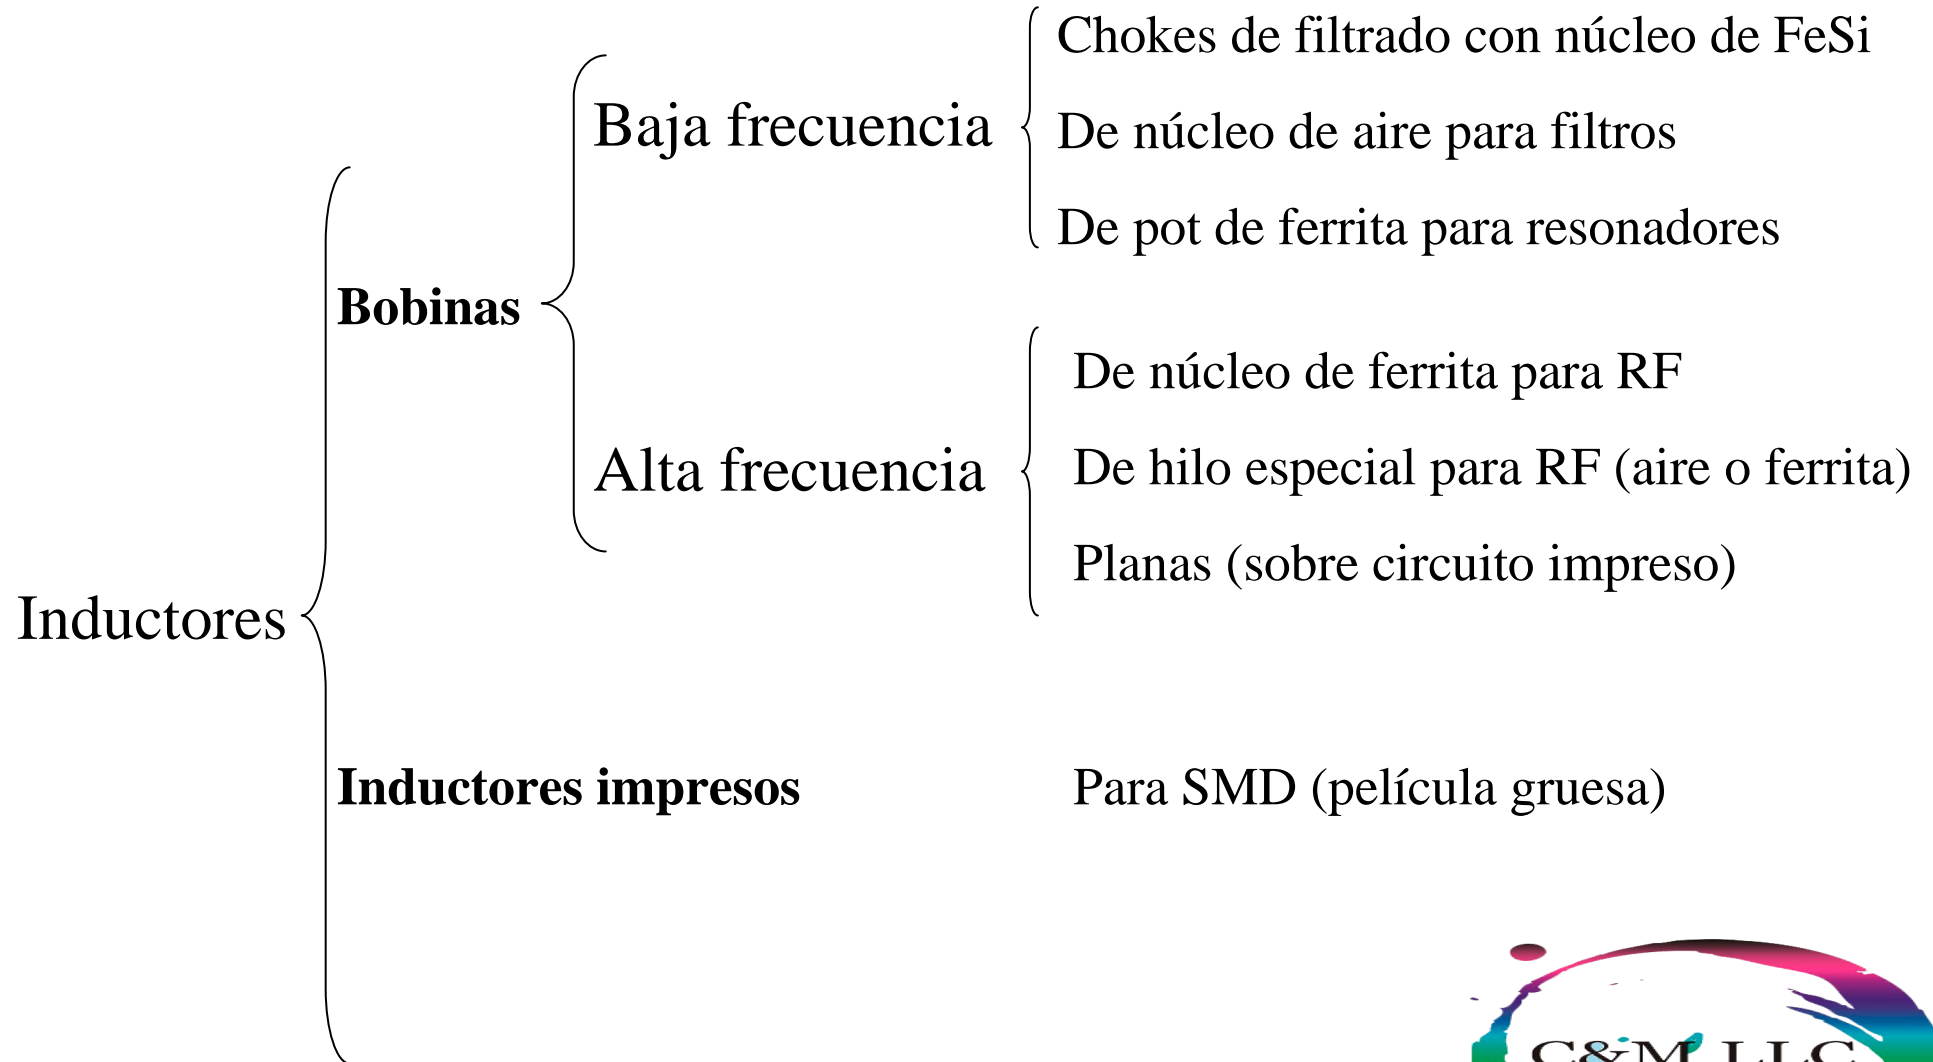 Inductores
Bobinas
Baja frecuencia
Chokes de filtrado con núcleo de FeSi
De núcleo de aire para filtros
De pot de ferrita para resonadores
Alta frecuencia
De núcleo de ferrita para RF
De hilo especial para RF (aire o ferrita)
Planas (sobre circuito impreso)
Inductores impresos
Para SMD (película gruesa)
C&M LLC